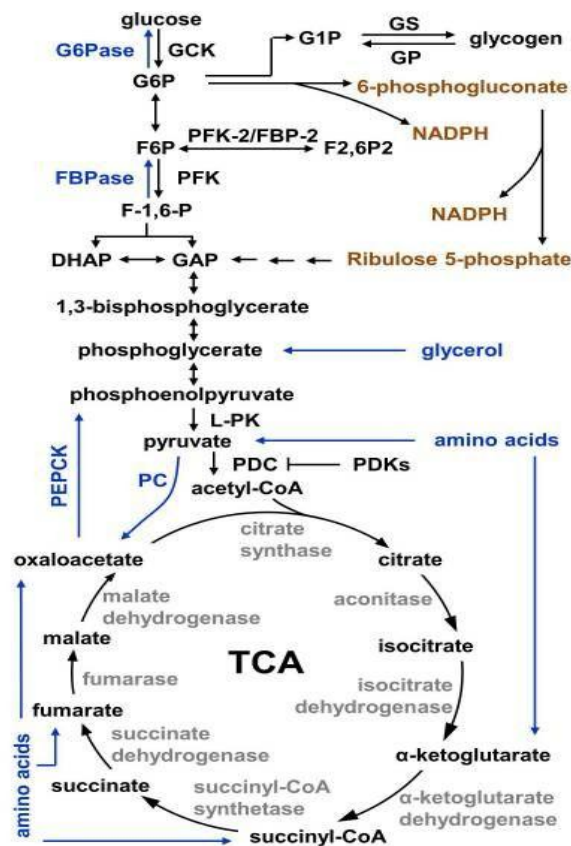 glucose
G6Pase GCK
G1P GS glycogen
GP
G6P 6-phosphogluconate
NADPH
PFK-2/FBP-2
F6P F2,6P2
FBPase PFK
NADPH
F-1,6-P
DHAP GAP Ribulose 5-phosphate
1,3-bisphosphoglycerate
phosphoglycerate glycerol
phosphoenolpyruvate
L-PK
pyruvate amino acids
PEPCK PC PDC PDKs
acetyl-CoA
citrate
synthase
oxaloacetate citrate
malate
dehydrogenase
aconitase
malate TCA isocitrate
fumarase
isocitrate
dehydrogenase
fumarate
succinate
dehydrogenase
α-ketoglutarate
amino acids
succinate
succinyl-CoA
synthetase
α-ketoglutarate
dehydrogenase
succinyl-CoA